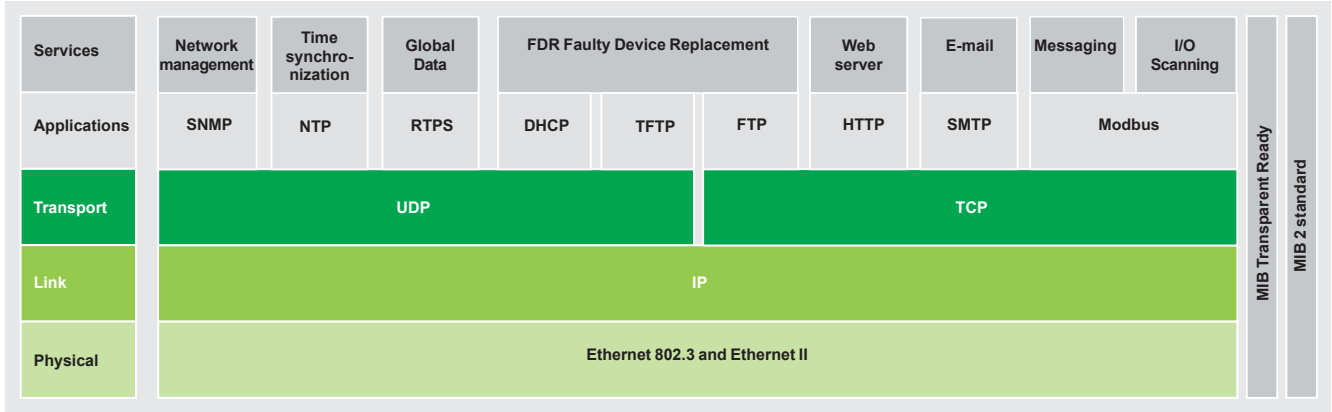 Services
Network
management
Time
synchro-
nization
Global
Data
FDR Faulty Device Replacement
Web
server
E-mail
Messaging
I/O
Scanning
Applications
SNMP
NTP
RTPS
DHCP
TFTP
FTP
HTTP
SMTP
Modbus
Transport
UDP
TCP
Link
IP
Physical
Ethernet 802.3 and Ethernet II
MIB Transparent Ready
MIB 2 standard